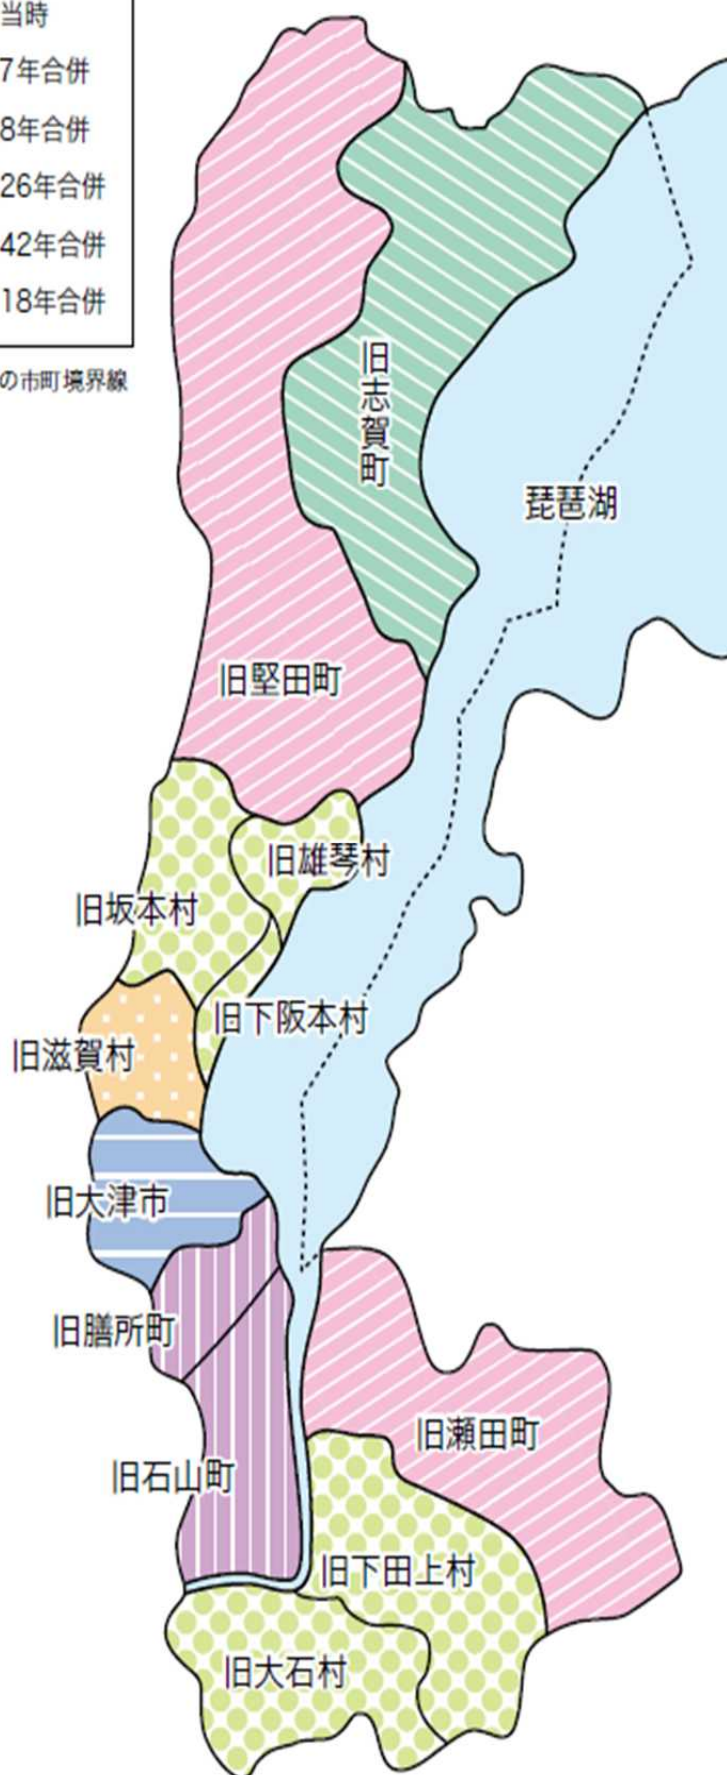 当時
7年合併
8年合併
26年合併
42年合併
18年合併
の市町境界線
旧志賀町
琵琶湖
旧堅田町
旧雄琴村
旧坂本村
旧下阪本村
旧滋賀村
旧大津市
旧膳所町
旧瀬田町
旧石山町
旧下田上村
旧大石村